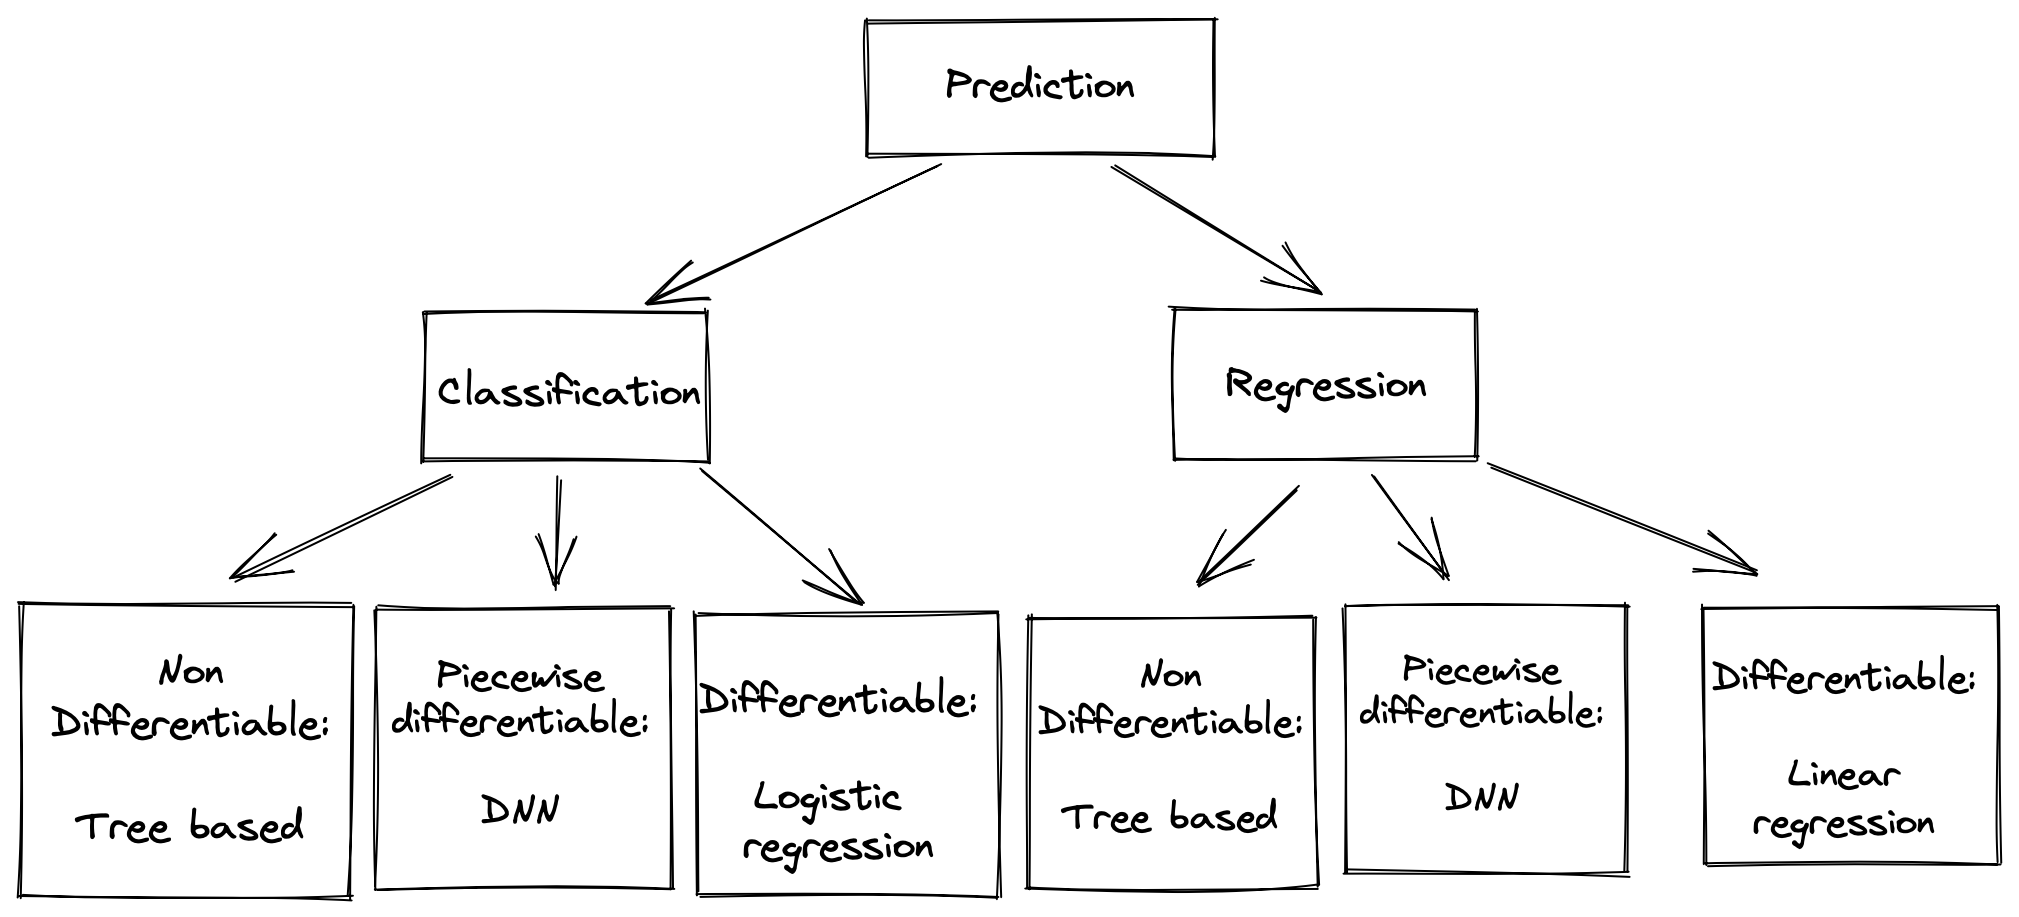 Prediction
Classification
Regression
Non
Differentiable:
Tree based
Piecewise
differentiable:
DNN
Differentiable:
Logistic
regression
Non
Differentiable:
Tree based
Piecewise
differentiable:
DNN
Differentiable:
Linear
regression